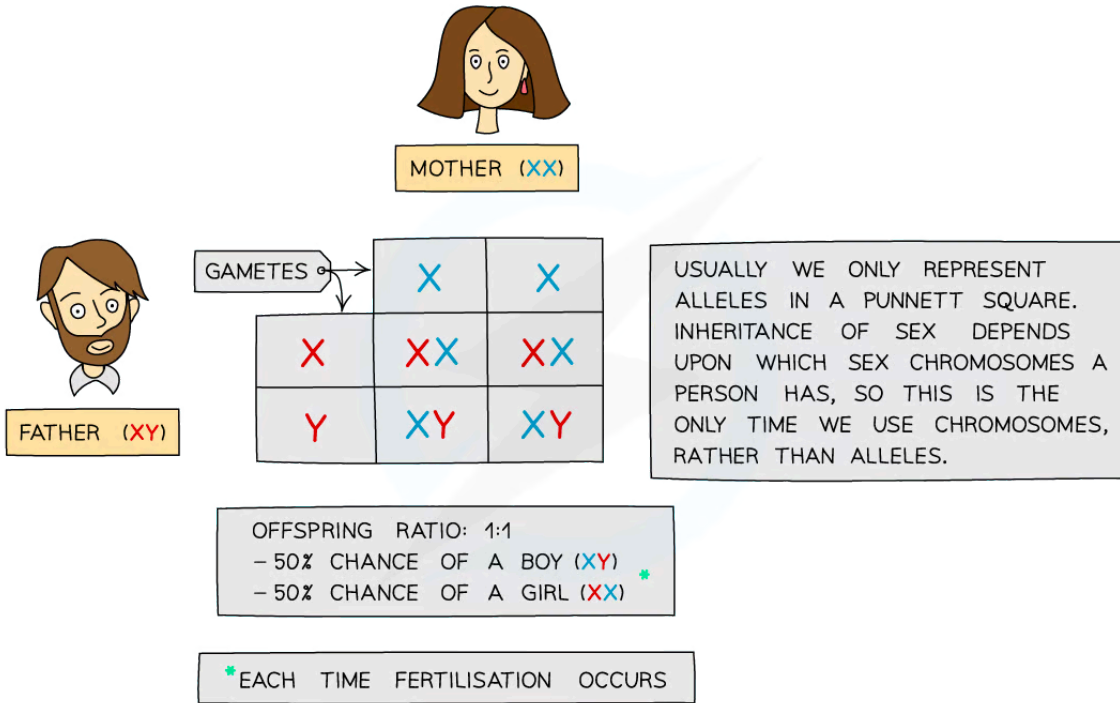 MOTHER (XX)
GAMETES
X X
X XX XX
Y XY XY
FATHER (XY)
USUALLY WE ONLY REPRESENT
ALLELES IN A PUNNETT SQUARE.
INHERITANCE OF SEX DEPENDS
UPON WHICH SEX CHROMOSOMES A
PERSON HAS, SO THIS IS THE
ONLY TIME WE USE CHROMOSOMES,
RATHER THAN ALLELES.
OFFSPRING RATIO: 1:1
– 50% CHANCE OF A BOY (XY)
– 50% CHANCE OF A GIRL (XX) *
*EACH TIME FERTILISATION OCCURS